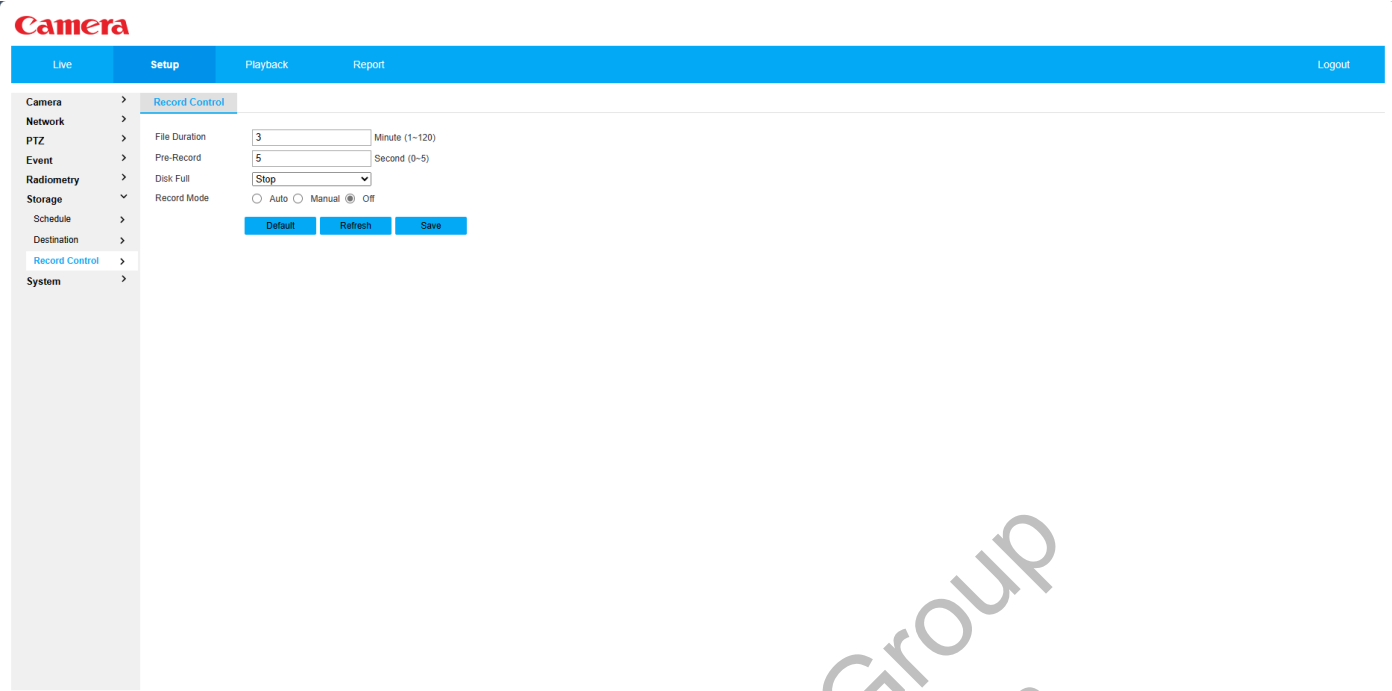 Camera
Live Setup Playback Report Logout
Camera
Network
PTZ
Event
Radiometry
Storage
Schedule
Destination
Record Control
System
Record Control
File Duration 3 Minute (1~120)
Pre-Record 5 Second (0~5)
Disk Full Stop
Record Mode Auto Manual Off
Default Refresh Save
Group